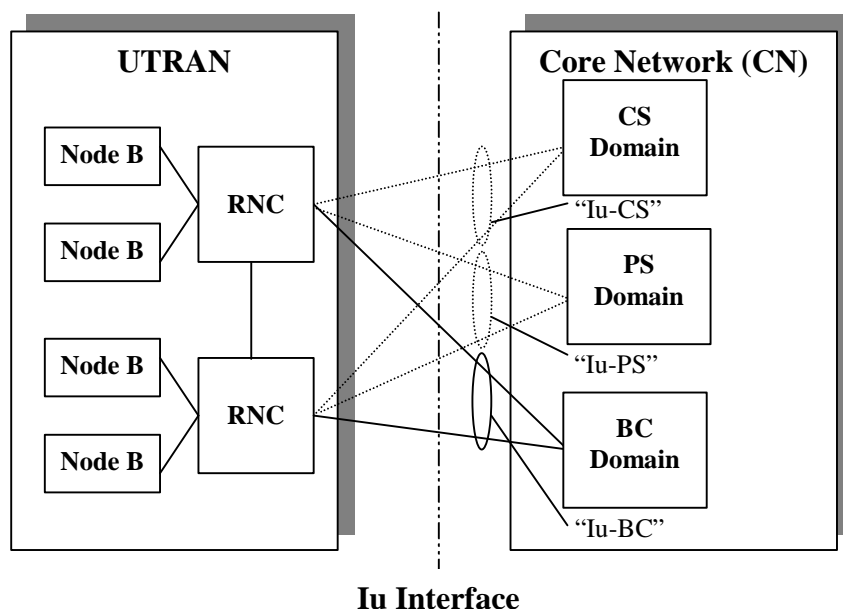 UTRAN
Core Network (CN)
Node B
Node B
RNC
Node B
Node B
RNC
CS
Domain
“Iu-CS”
PS
Domain
“Iu-PS”
BC
Domain
“Iu-BC”
Iu Interface